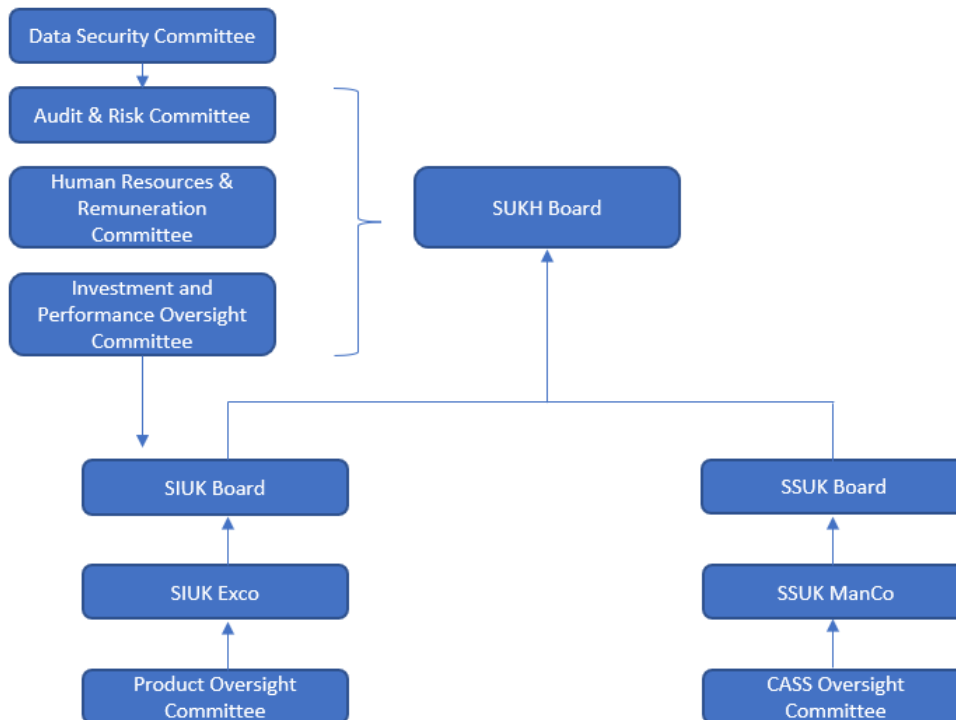 Data Security Committee
Audit & Risk Committee
Human Resources &
Remuneration
Committee
Investment and
Performance Oversight
Committee
SUKH Board
SIUK Board
SSUK Board
SIUK Exco
SSUK ManCo
Product Oversight
Committee
CASS Oversight
Committee